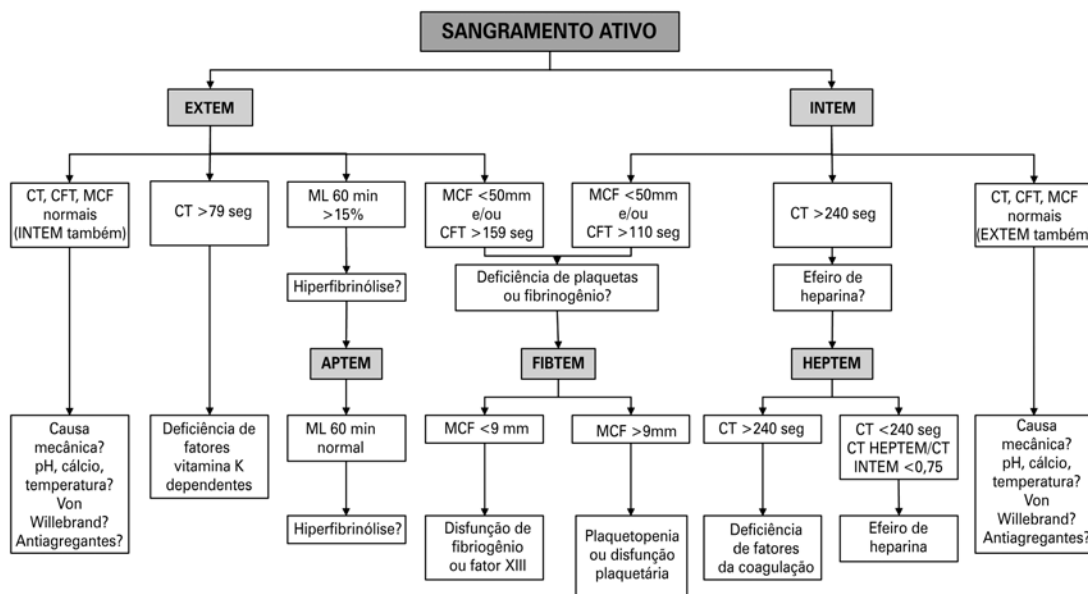 SANGRAMENTO ATIVO
EXTEM
INTEM
CT, CFT, MCF
normais
(INTEM também)
CT >79 seg
ML 60 min
>15%
MCF <50mm
e/ou
CFT >159 seg
MCF <50mm
e/ou
CFT >110 seg
CT >240 seg
CT, CFT, MCF
normais
(EXTEM também)
Hiperfibrinólise?
Deficiência de plaquetas
ou fibrinogênio?
Efeiro de
heparina?
APTEM
FIBTEM
HEPTEM
Causa
mecânica?
pH, cálcio,
temperatura?
Von
Willebrand?
Antiagregantes?
Deficiência de
fatores
vitamina K
dependentes
ML 60 min
normal
MCF <9 mm
MCF >9mm
CT >240 seg
CT <240 seg
CT HEPTEM/CT
INTEM <0,75
Causa
mecânica?
pH, cálcio,
temperatura?
Von
Willebrand?
Antiagregantes?
Hiperfibrinólise?
Disfunção de
fibriogênio
ou fator XIII
Plaquetopenia
ou disfunção
plaquetária
Deficiência
de fatores
da coagulação
Efeiro de
heparina